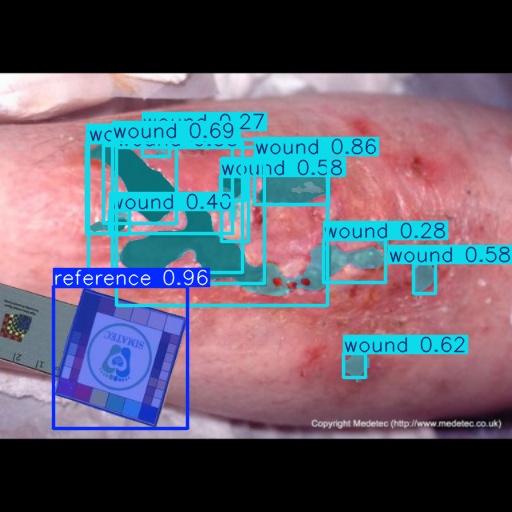 wound 0.27
wound 0.69
wound 0.86
wound 0.58
wound 0.40
wound 0.28
wound 0.58
reference 0.96
wound 0.62
SIMATEC
Copyright Medetec (http://www.medetec.co.uk)